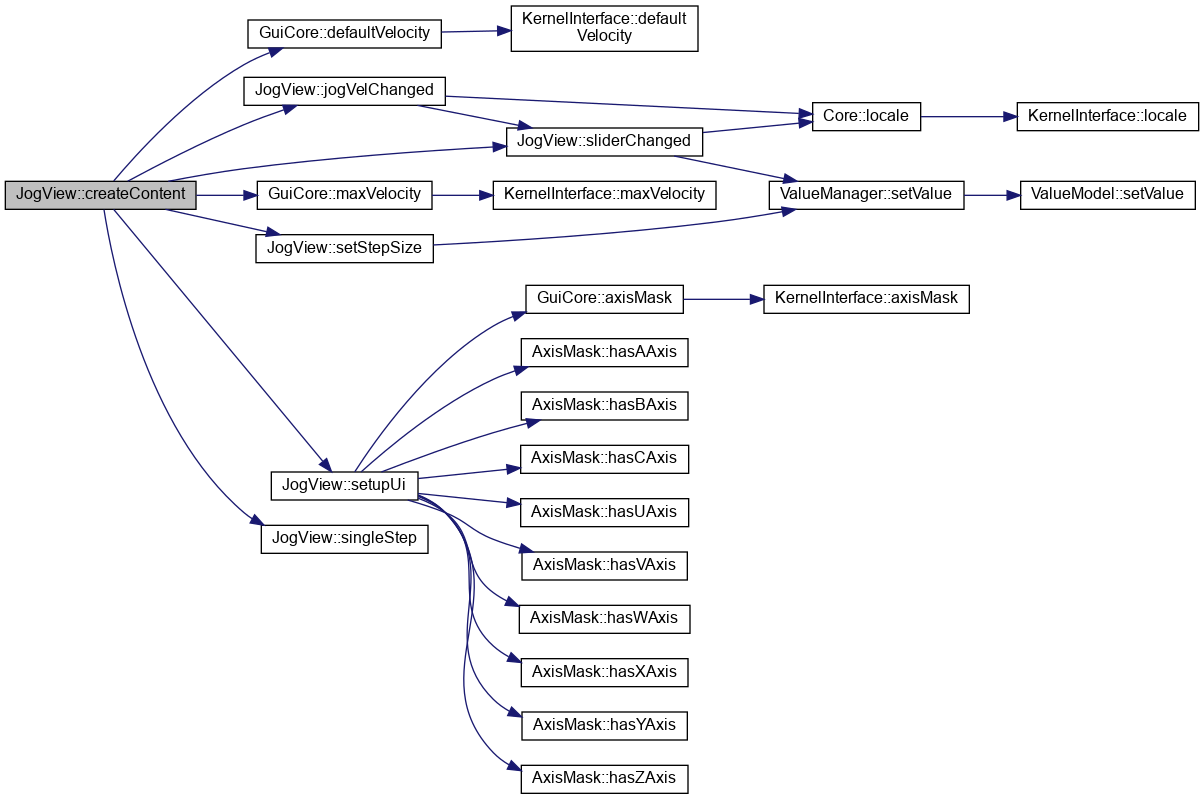 KernelInterface::default
Velocity
GuiCore::defaultVelocity
JogView::jogVelChanged
Core::locale
KernelInterface::locale
JogView::sliderChanged
JogView::createContent
GuiCore::maxVelocity
KernelInterface::maxVelocity
ValueManager::setValue
ValueModel::setValue
JogView::setStepSize
GuiCore::axisMask
KernelInterface::axisMask
AxisMask::hasAAxis
AxisMask::hasBAxis
AxisMask::hasCAxis
JogView::setupUi
AxisMask::hasUAxis
JogView::singleStep
AxisMask::hasVAxis
AxisMask::hasWAxis
AxisMask::hasXAxis
AxisMask::hasYAxis
AxisMask::hasZAxis